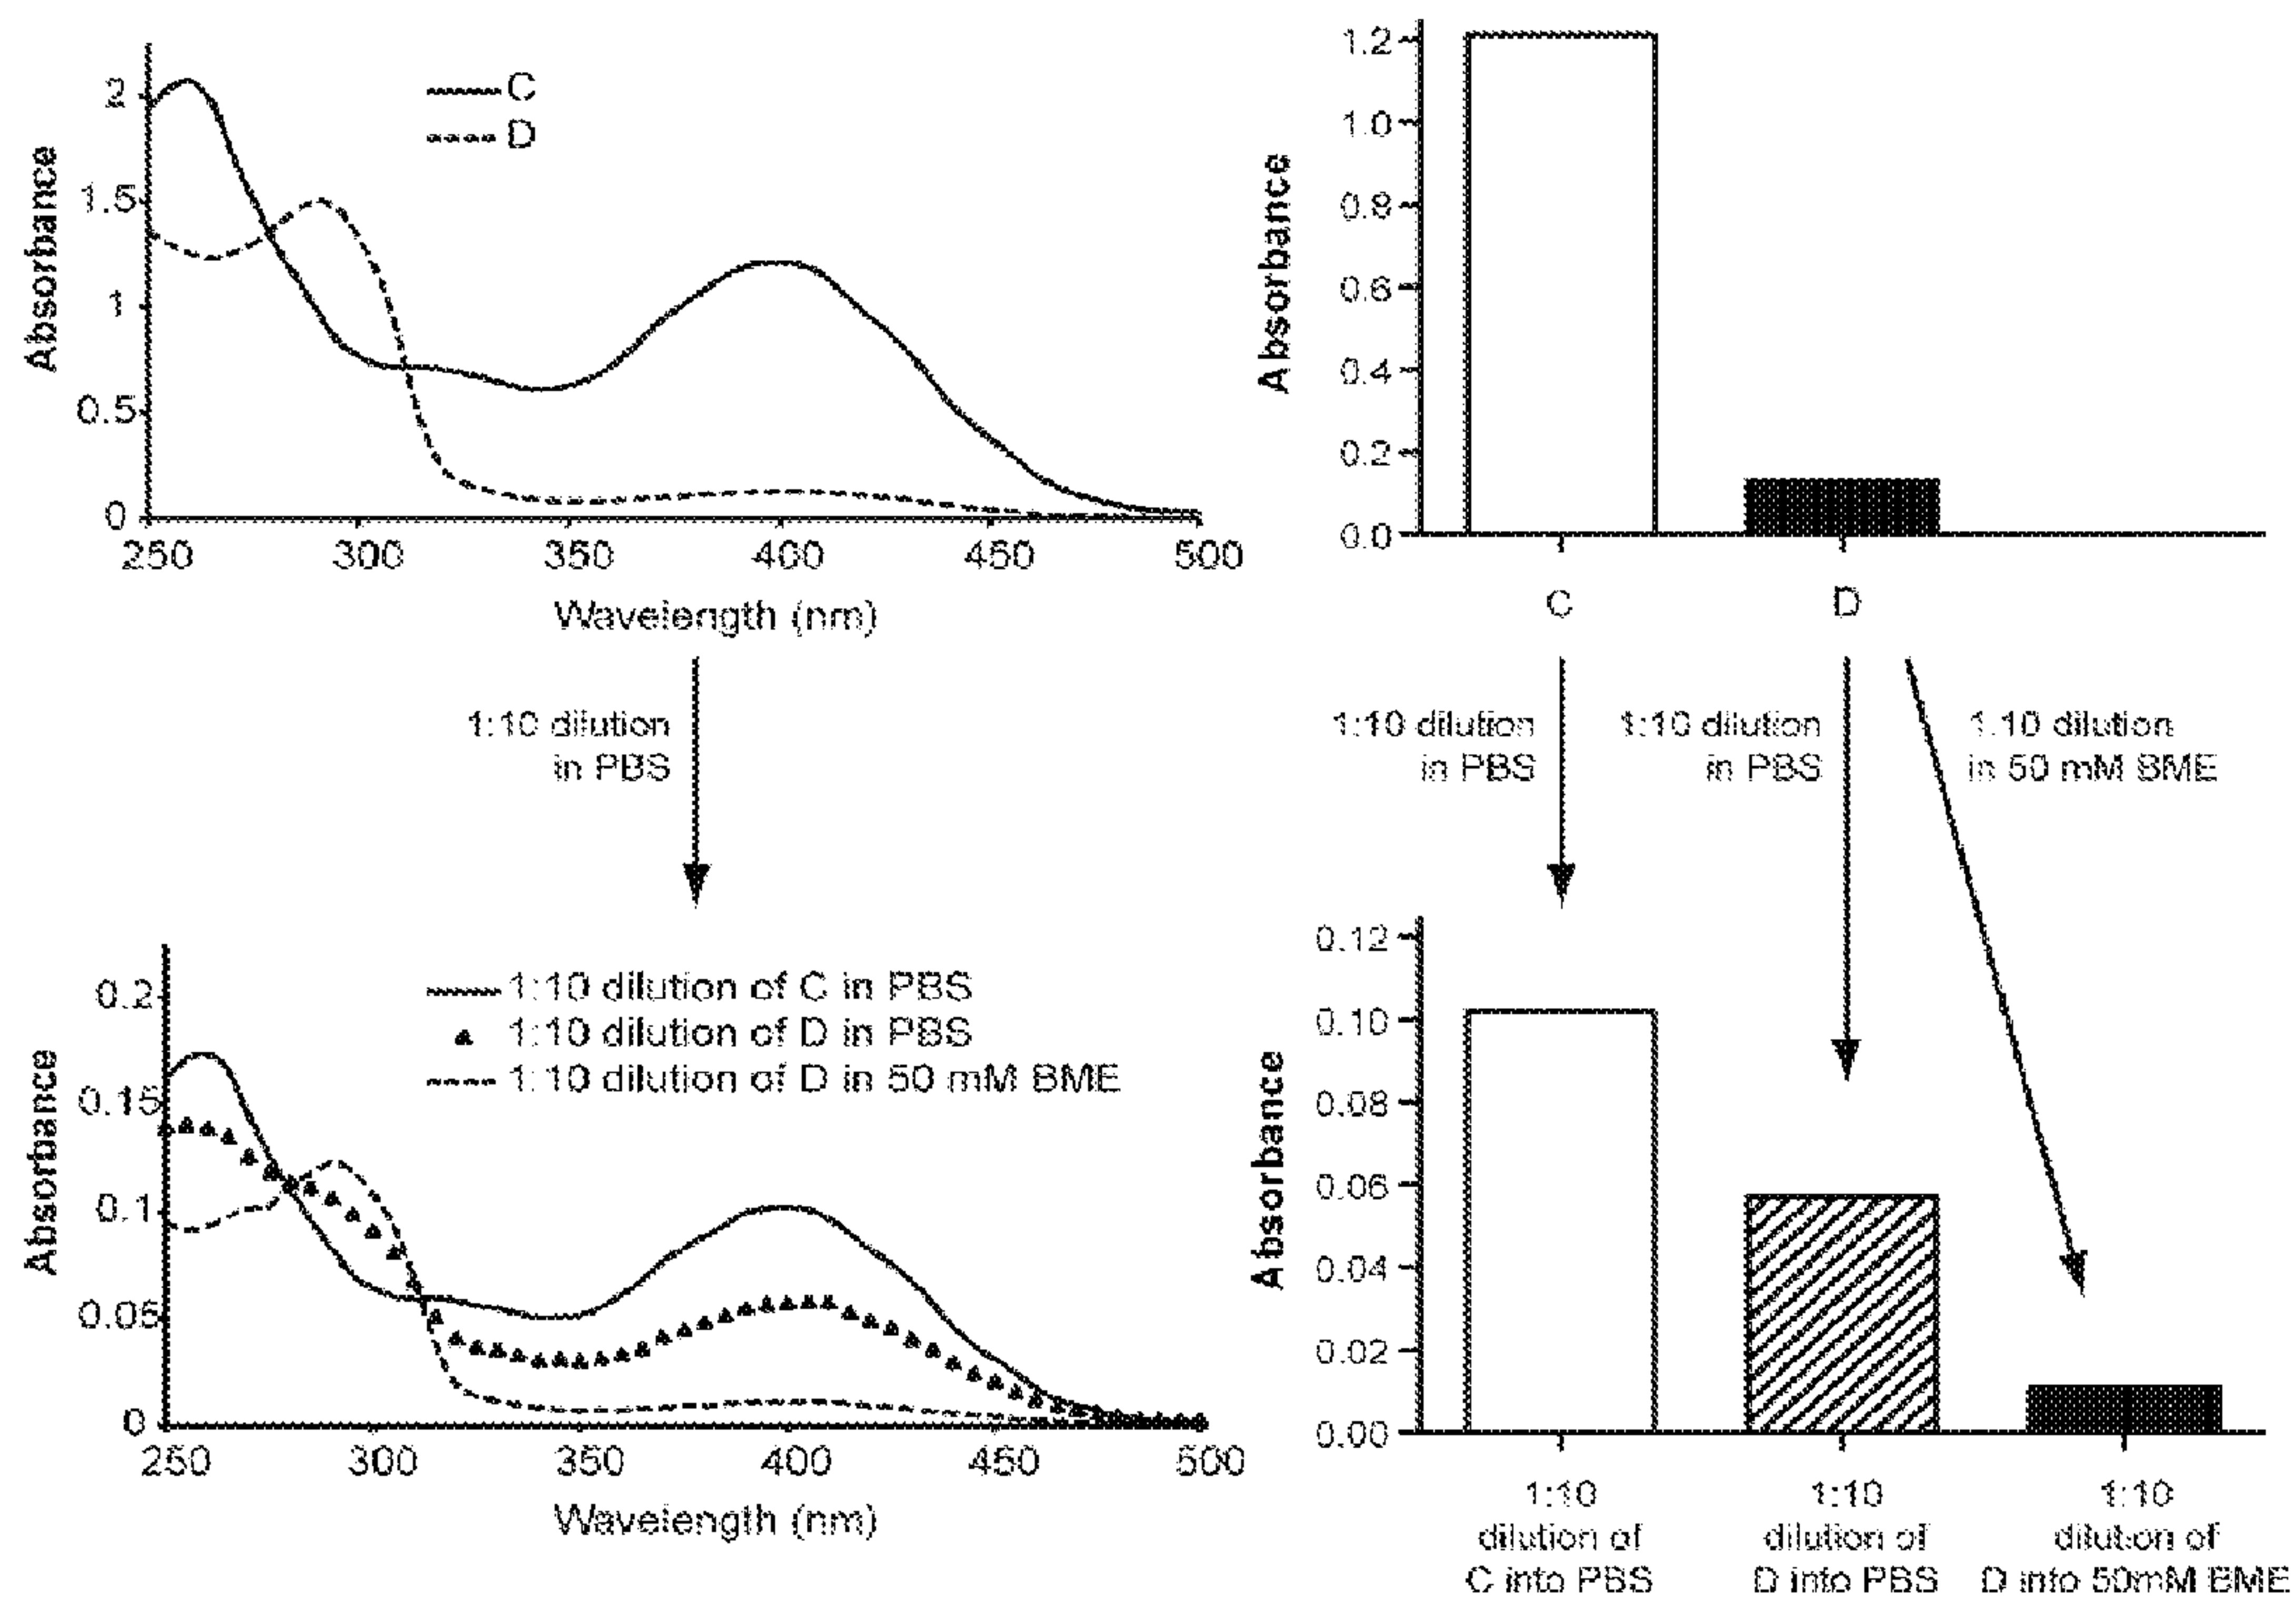 C
D
Absorbance
2
1.5
1
0.5
0
250 300 350 400 450 500
Wavelength (nm)
Absorbance
1.2
1.0
0.8
0.6
0.4
0.2
0.0
C D
1:10 dilution
in PBS
1:10 dilution
in PBS
1:10 dilution
in PBS
1:10 dilution
in 50 mM BME
1:10 dilution of C in PBS
1:10 dilution of D in PBS
1:10 dilution of D in 50 mM BME
Absorbance
0.2
0.15
0.1
0.05
0
250 300 350 400 450 500
Wavelength (nm)
Absorbance
0.12
0.10
0.08
0.06
0.04
0.02
0.00
1:10
dilution of
C into PBS
1:10
dilution of
D into PBS
1:10
dilution of
D into 50mM BME